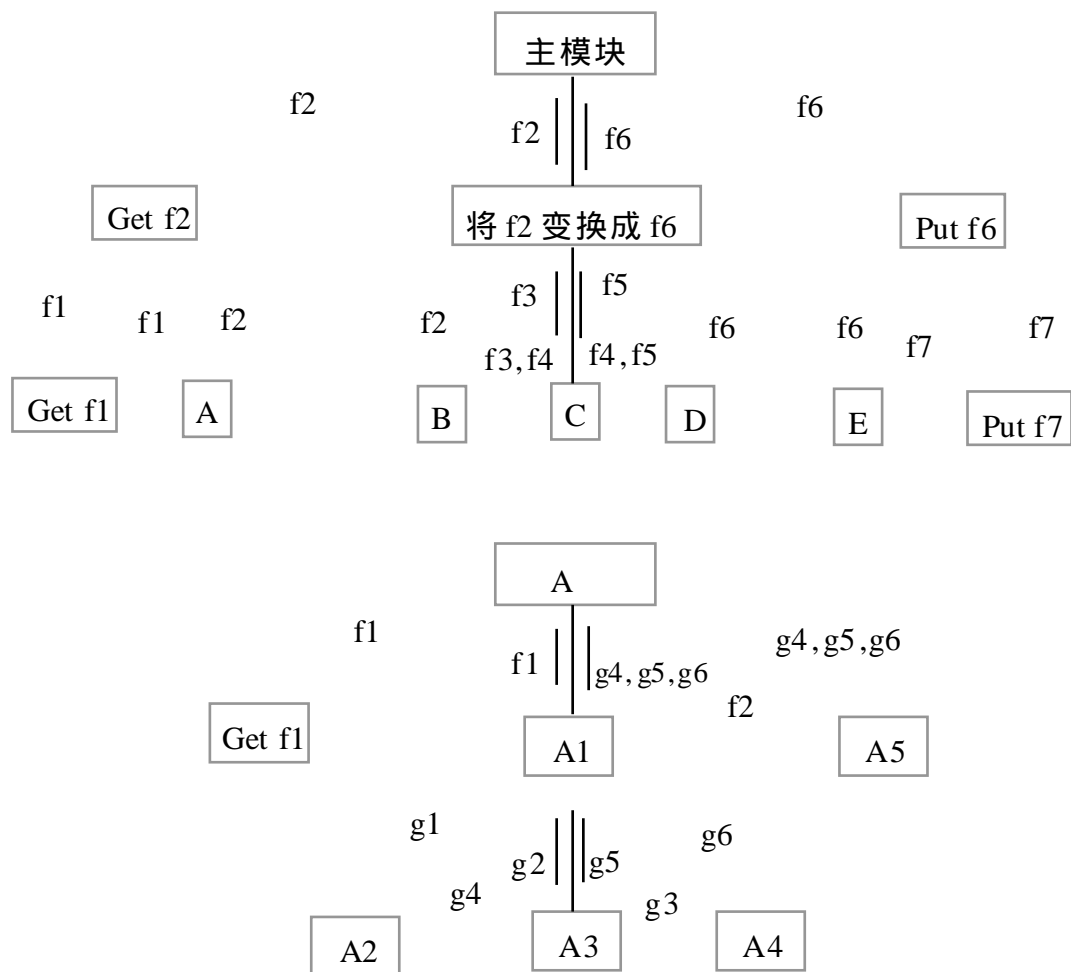 主模块
f2
f6
f2
f6
Get f2
将 f2 变换成 f6
Put f6
f1
f1
f2
f2
f3
f5
f6
f6
f7
f7
f3,f4
f4,f5
Get f1
A
B
C
D
E
Put f7
A
f1
f1
g4,g5,g6
g4,g5,g6
f2
Get f1
A1
A5
g1
g2
g5
g6
g4
g3
A2
A3
A4